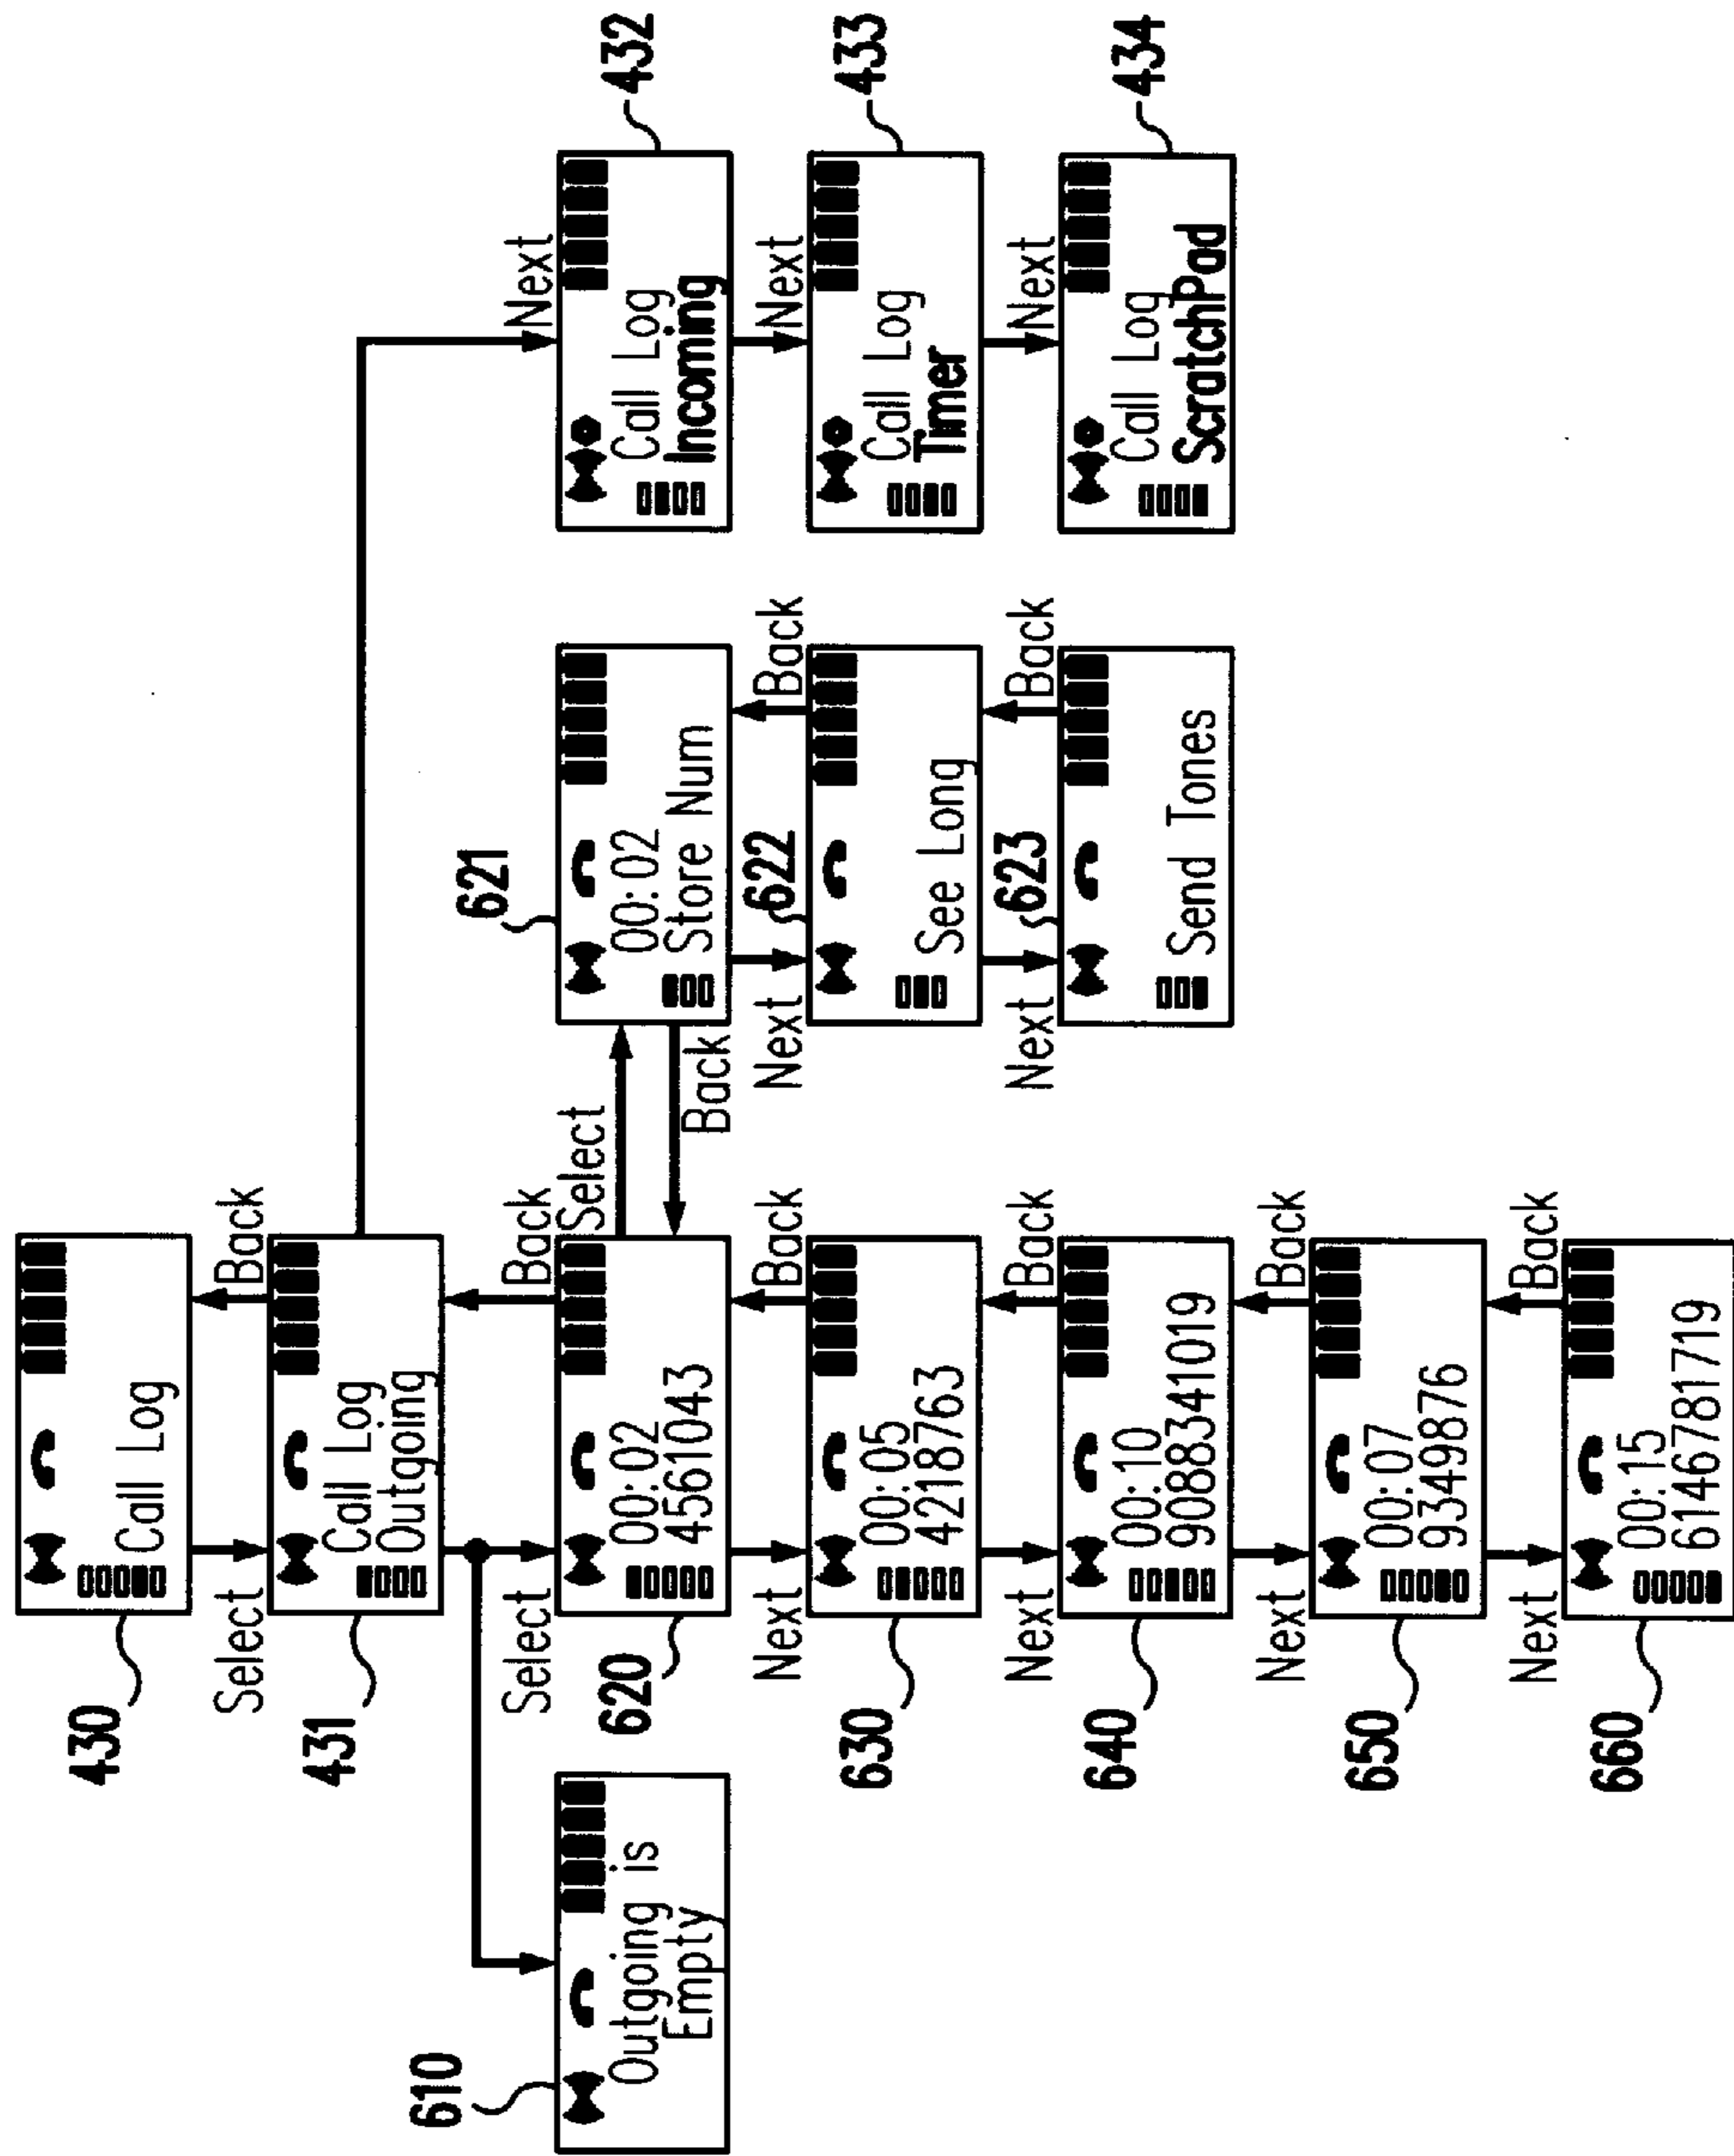 430
Call Log
Select
Back
431
Call Log
Outgoing
Select
Back
Next
610
Outgoing is
Empty
620
00:02
4561043
Select
Back
621
00:02
Store Num
432
Call Log
Incoming
Next
Back
Next
622
Back
Next
630
00:05
4218763
See Long
433
Call Log
Timer
Next
Back
Next
623
Back
Next
640
00:10
9088341019
Send Tones
434
Call Log
ScratchPad
Next
Back
650
00:07
9349876
Next
Back
660
00:15
6146781719